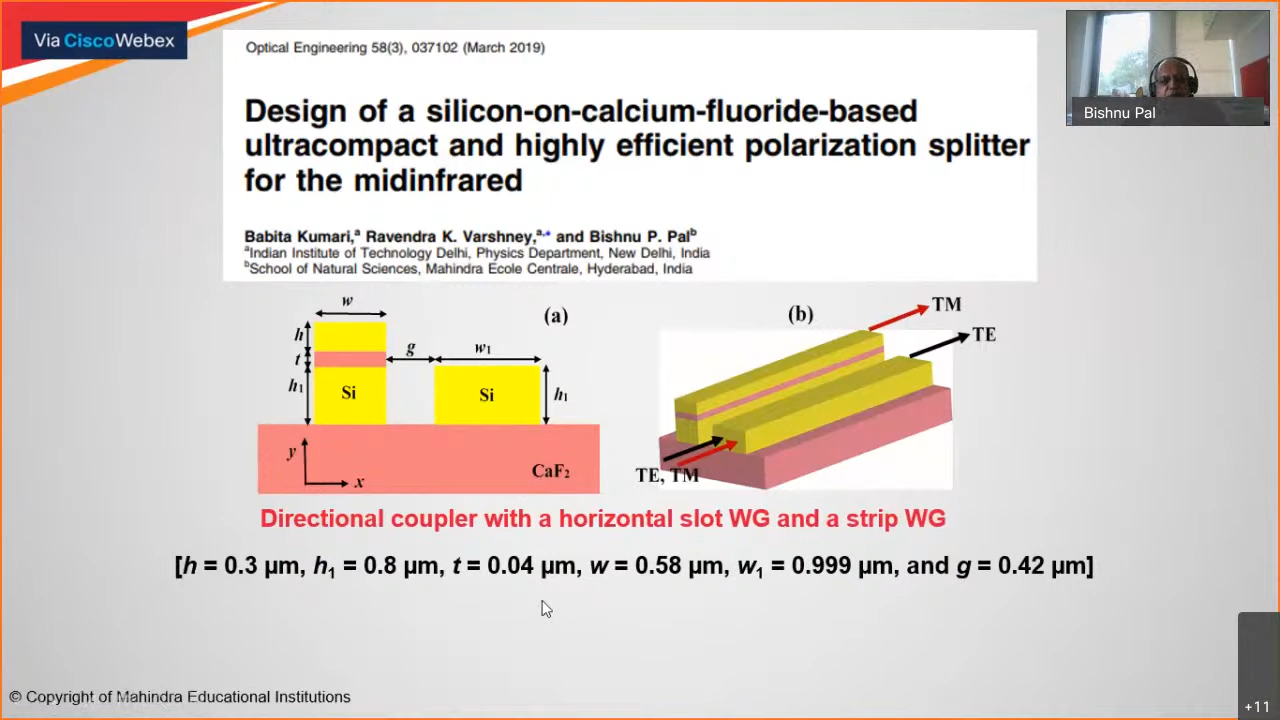 Via CiscoWebex
Optical Engineering 58(3), 037102 (March 2019)
Design of a silicon-on-calcium-fluoride-based
ultracompact and highly efficient polarization splitter
for the midinfrared
Babita Kumari,ᵃ Ravendra K. Varshney,ᵃ,* and Bishnu P. Palᵇ
ᵃIndian Institute of Technology Delhi, Physics Department, New Delhi, India
ᵇSchool of Natural Sciences, Mahindra Ecole Centrale, Hyderabad, India
Bishnu Pal
w
(a)
h
t
g
w₁
h₁
Si
Si
h₁
y
x
CaF₂
(b)
TM
TE
TE, TM
Directional coupler with a horizontal slot WG and a strip WG
[h = 0.3 µm, h₁ = 0.8 µm, t = 0.04 µm, w = 0.58 µm, w₁ = 0.999 µm, and g = 0.42 µm]
© Copyright of Mahindra Educational Institutions
+11